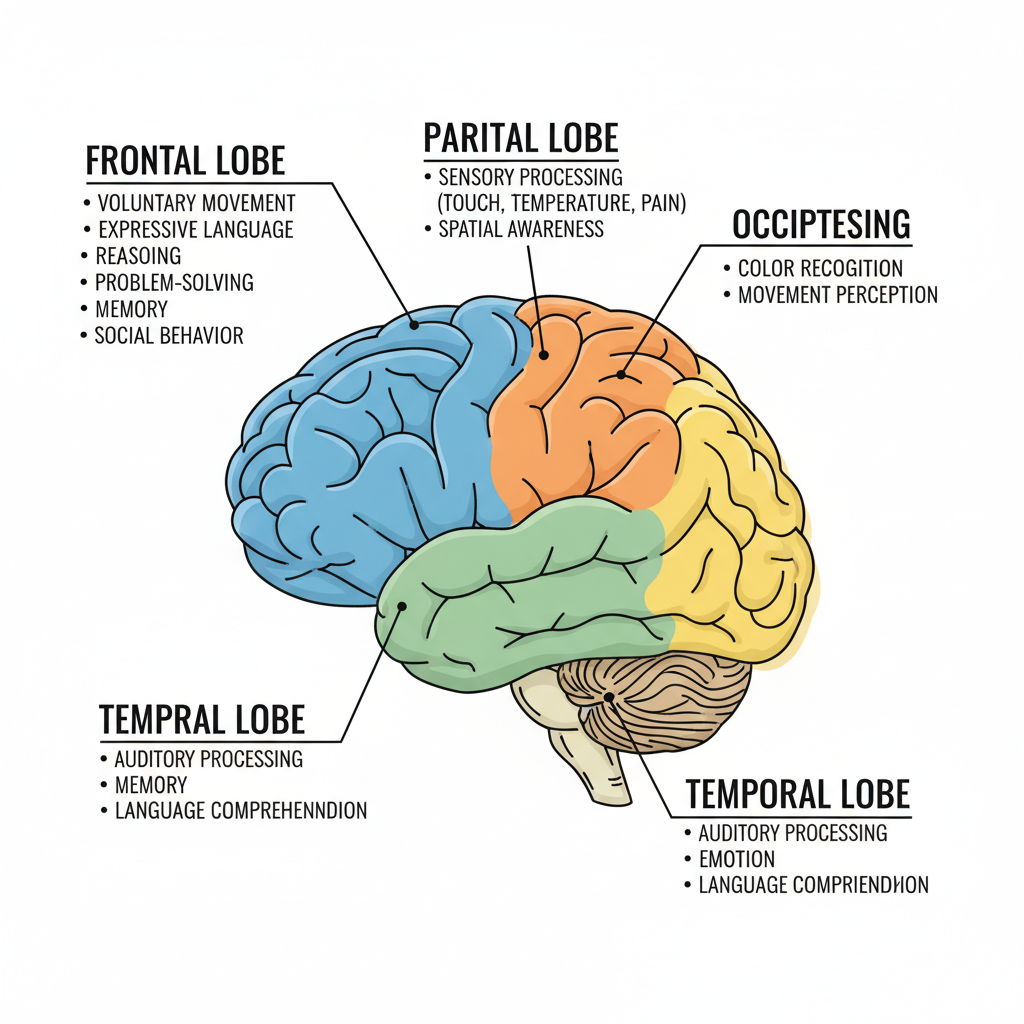 FRONTAL LOBE
• VOLUNTARY MOVEMENT
• EXPRESSIVE LANGUAGE
• REASOING
• PROBLEM-SOLVING
• MEMORY
• SOCIAL BEHAVIOR
PARITAL LOBE
• SENSORY PROCESSING
(TOUCH, TEMPERATURE, PAIN)
• SPATIAL AWARENESS
OCCIPTESING
• COLOR RECOGITION
• MOVEMENT PERCEPTION
TEMPRAL LOBE
• AUDITORY PROCESSING
• MEMORY
• LANGUAGE COMPREHENNDION
TEMPORAL LOBE
• AUDITORY PROCESSING
• EMOTION
• LANGUAGE